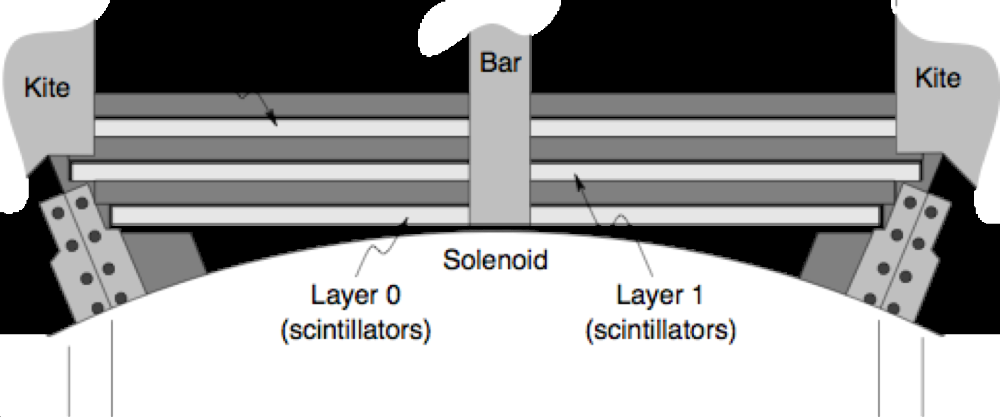 Bar
Kite
Kite
Solenoid
Layer 0
(scintillators)
Layer 1
(scintillators)